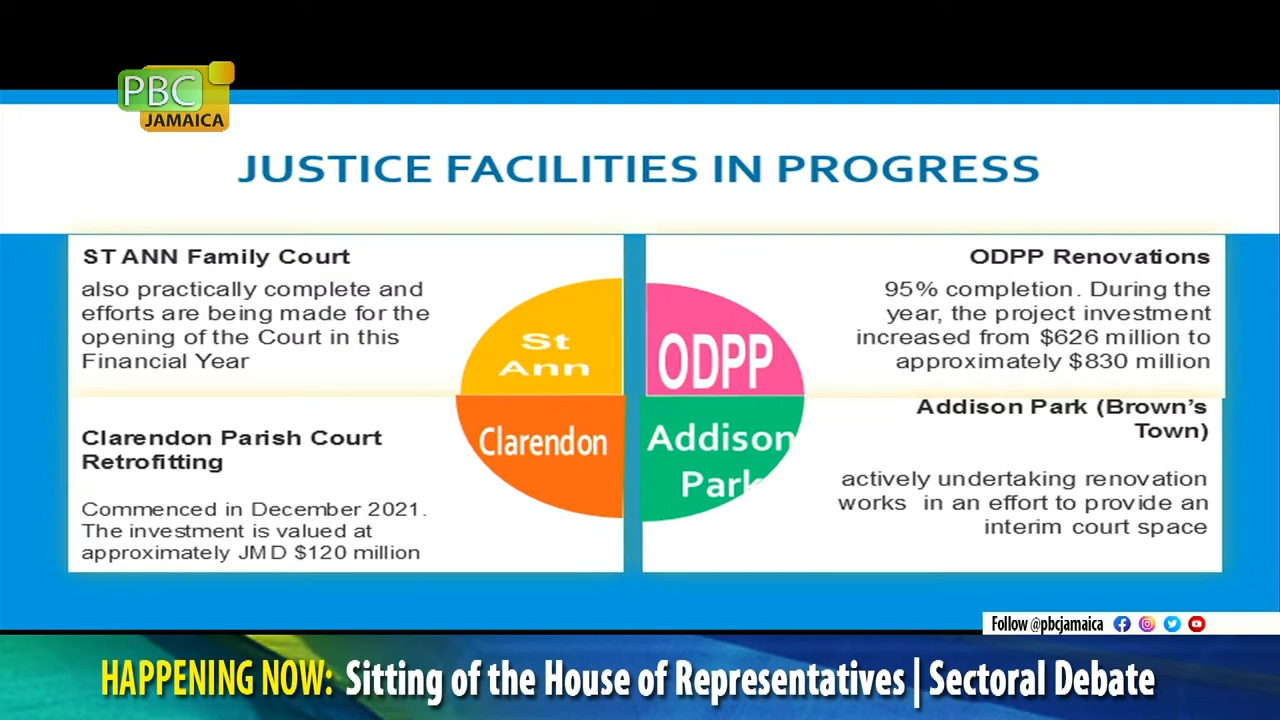 PBC
JAMAICA
JUSTICE FACILITIES IN PROGRESS
ST ANN Family Court
also practically complete and
efforts are being made for the
opening of the Court in this
Financial Year
St
Ann
ODPP
ODPP Renovations
95% completion. During the
year, the project investment
increased from $626 million to
approximately $830 million
Clarendon Parish Court
Retrofitting
Commenced in December 2021.
The investment is valued at
approximately JMD $120 million
Clarendon
Addison
Park
Addison Park (Brown's
Town)
actively undertaking renovation
works in an effort to provide an
interim court space
Follow @pbcjamaica
HAPPENING NOW: Sitting of the House of Representatives | Sectoral Debate